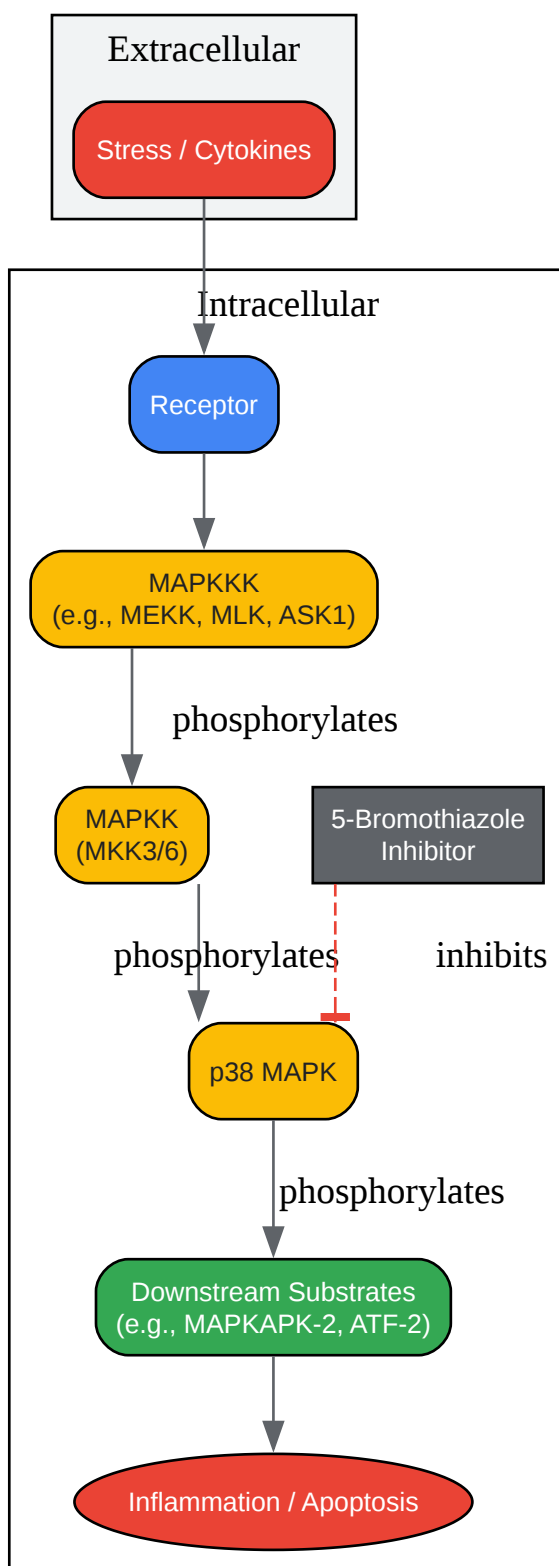 Extracellular
Stress / Cytokines
Intracellular
Receptor
MAPKKK
(e.g., MEKK, MLK, ASK1)
phosphorylates
MAPKK
(MKK3/6)
5-Bromothiazole
Inhibitor
phosphorylates
inhibits
p38 MAPK
phosphorylates
Downstream Substrates
(e.g., MAPKAPK-2, ATF-2)
Inflammation / Apoptosis